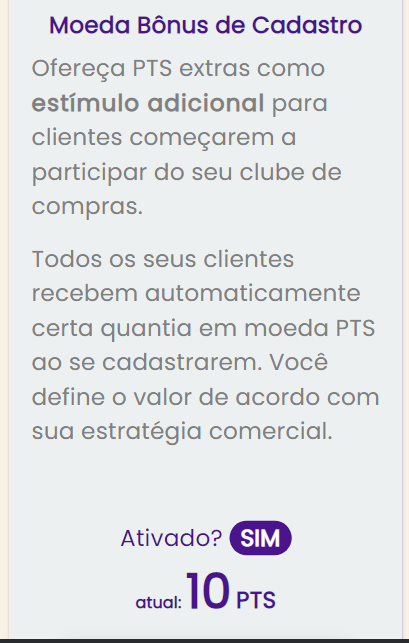 Moeda Bônus de Cadastro
Ofereça PTS extras como
estímulo adicional para
clientes começarem a
participar do seu clube de
compras.
Todos os seus clientes
recebem automaticamente
certa quantia em moeda PTS
ao se cadastrarem. Você
define o valor de acordo com
sua estratégia comercial.
Ativado? SIM
atual: 10 PTS